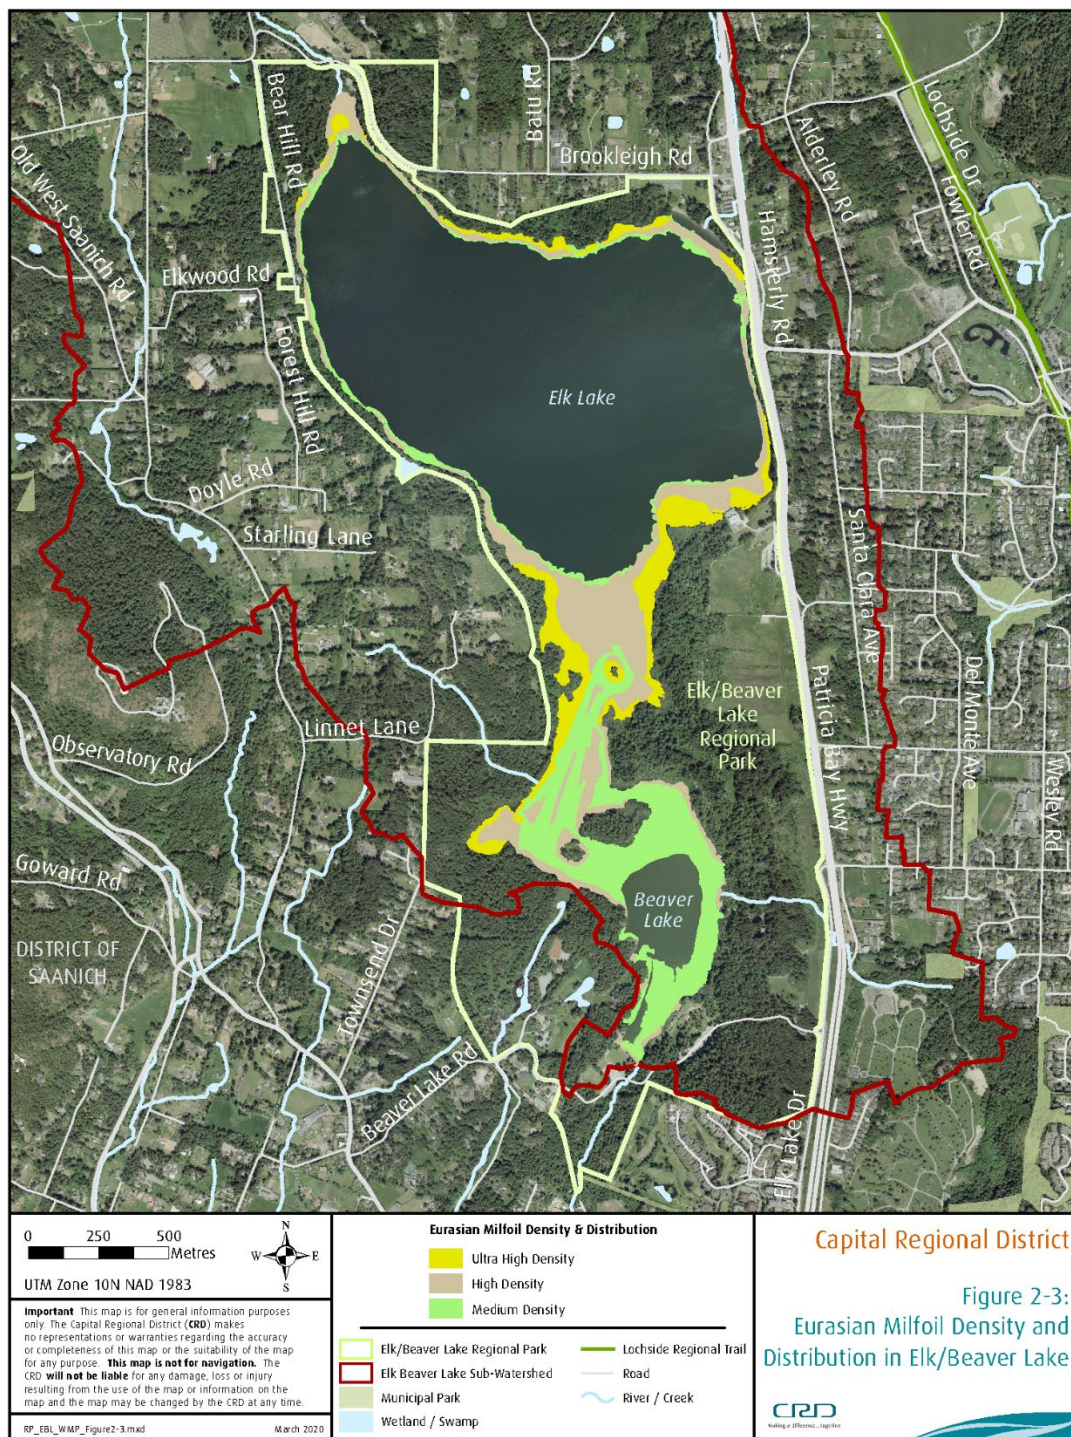 Bear Hill Rd
Batu Rd
Brookleigh Rd
Lochside Dr
Alderley Rd
Fowler Rd
Old West Saanich Rd
Elkwood Rd
Hamsterly Rd
Forest Hill Rd
Elk Lake
Doyle Rd
Starling Lane
Santa Clara Ave
Linnet Lane
Elk/Beaver
Lake
Regional
Park
Patricia Bay Hwy
Del Monte Ave
Observatory Rd
Wesley Rd
Goward Rd
Beaver
Lake
DISTRICT OF
SAANICH
Townsend Dr
Beaver Lake Rd
Elk Lake Dr
0 250 500
Metres
N
W E
S
UTM Zone 10N NAD 1983
Important This map is for general information purposes
only. The Capital Regional District (CRD) makes
no representations or warranties regarding the accuracy
or completeness of this map or the suitability of the map
for any purpose. This map is not for navigation. The
CRD will not be liable for any damage, loss or injury
resulting from the use of the map or information on the
map and the map may be changed by the CRD at any time.
RP_EBL_WMP_Figure2-3.mxd March 2020
Eurasian Milfoil Density & Distribution
Ultra High Density
High Density
Medium Density
Elk/Beaver Lake Regional Park
Elk Beaver Lake Sub-Watershed
Municipal Park
Wetland / Swamp
Lochside Regional Trail
Road
River / Creek
Capital Regional District
Figure 2-3:
Eurasian Milfoil Density and
Distribution in Elk/Beaver Lake
CRD
Making a difference...together